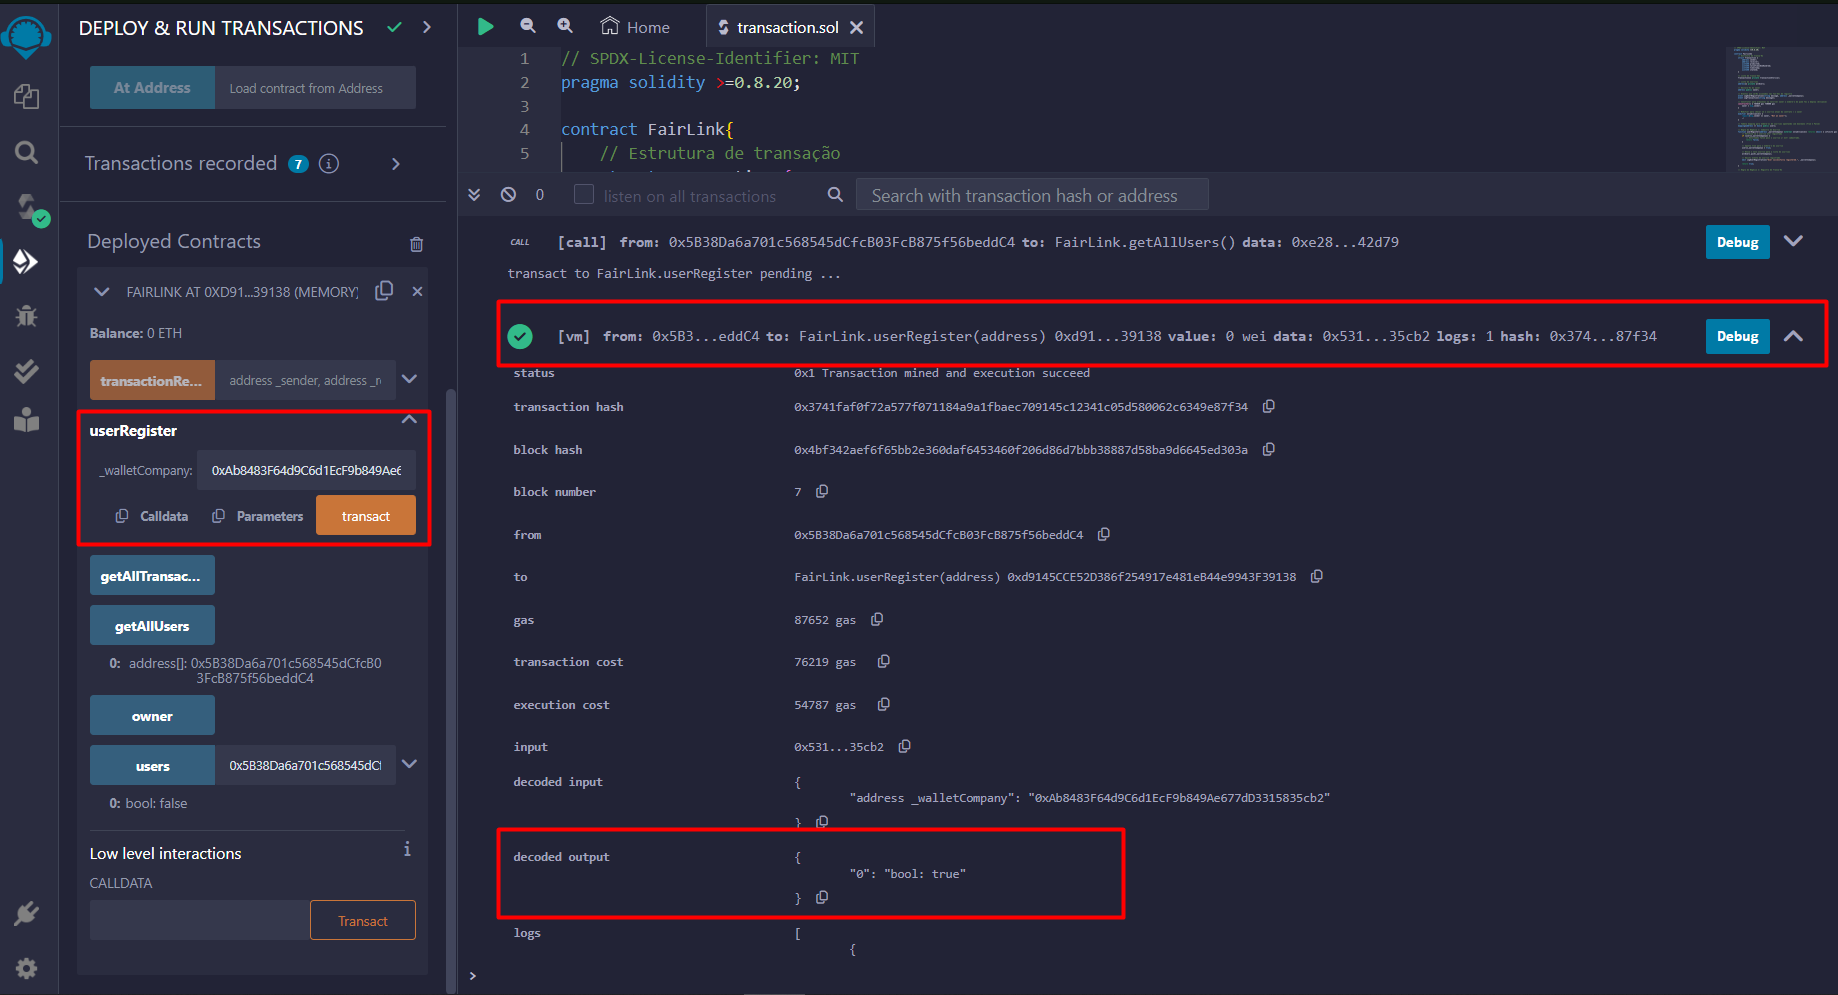 DEPLOY & RUN TRANSACTIONS
At Address
Load contract from Address
Transactions recorded 7 i
Deployed Contracts
FAIRLINK AT 0XD91...39138 (MEMORY)
Balance: 0 ETH
transactionRe...
address _sender, address _r
userRegister
_walletCompany:
0xAb8483F64d9C6d1EcF9b849Ae6
Calldata
Parameters
transact
getAllTransac...
getAllUsers
0: address[]: 0x5B38Da6a701c568545dCfcB0
3FcB875f56beddC4
owner
users
0x5B38Da6a701c568545dCf
0: bool: false
Low level interactions
i
CALLDATA
Transact
Home
transaction.sol
1 // SPDX-License-Identifier: MIT
2 pragma solidity >=0.8.20;
3
4 contract FairLink{
5 // Estrutura de transação
0
listen on all transactions
Search with transaction hash or address
CALL [call] from: 0x5B38Da6a701c568545dCfcB03FcB875f56beddC4 to: FairLink.getAllUsers() data: 0xe28...42d79
Debug
transact to FairLink.userRegister pending ...
[vm] from: 0x5B3...eddC4 to: FairLink.userRegister(address) 0xd91...39138 value: 0 wei data: 0x531...35cb2 logs: 1 hash: 0x374...87f34
Debug
status 0x1 Transaction mined and execution succeed
transaction hash 0x3741faf0f72a577f071184a9a1fbaec709145c12341c05d580062c6349e87f34
block hash 0x4bf342aef6f65bb2e360daf6453460f206d86d7bbb38887d58ba9d6645ed303a
block number 7
from 0x5B38Da6a701c568545dCfcB03FcB875f56beddC4
to FairLink.userRegister(address) 0xd9145CCE52D386f254917e481eB44e9943F39138
gas 87652 gas
transaction cost 76219 gas
execution cost 54787 gas
input 0x531...35cb2
decoded input {
"address _walletCompany": "0xAb8483F64d9C6d1EcF9b849Ae677dD3315835cb2"
}
decoded output {
"0": "bool: true"
}
logs [
{
>